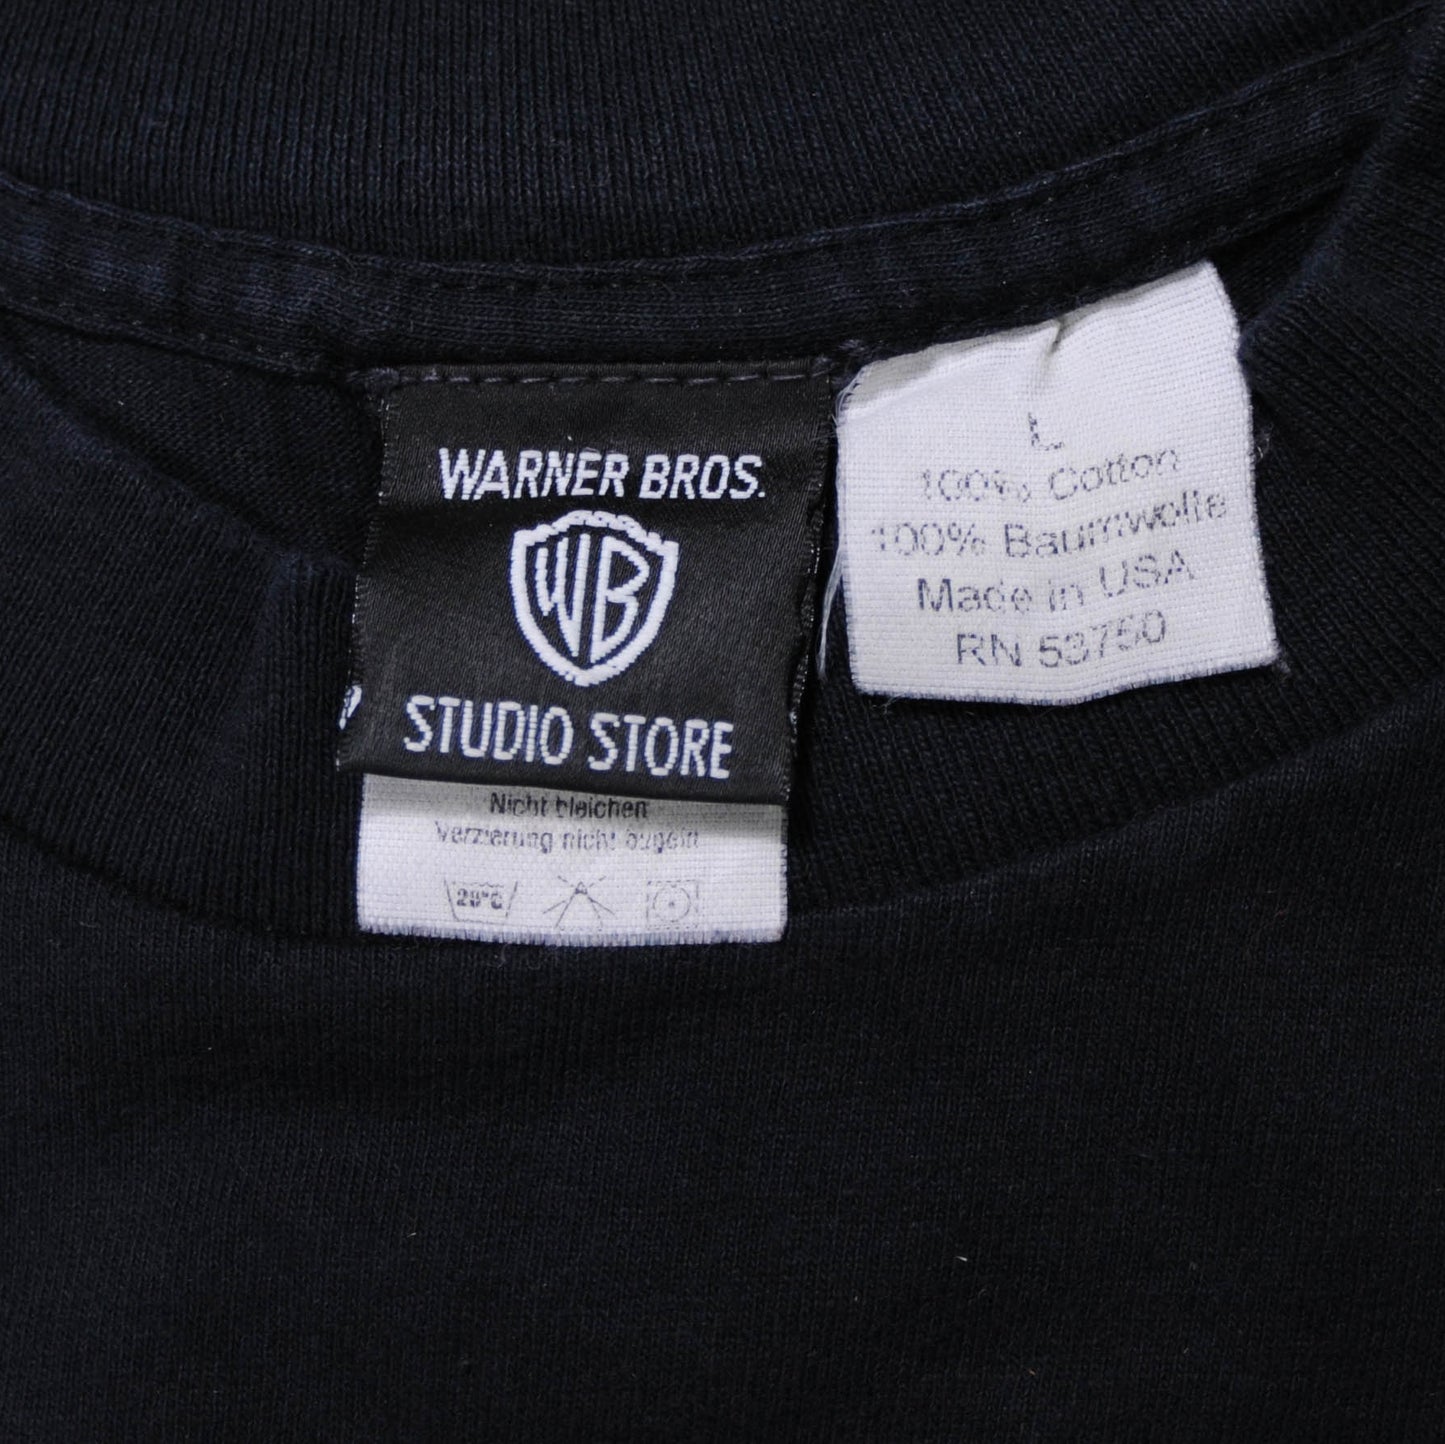 WARNER BROS.
WB
STUDIO STORE
L
100% Cotton
100% Baumwolle
Made in USA
RN 53750
Nicht bleichen
Verzierung nicht bügeln